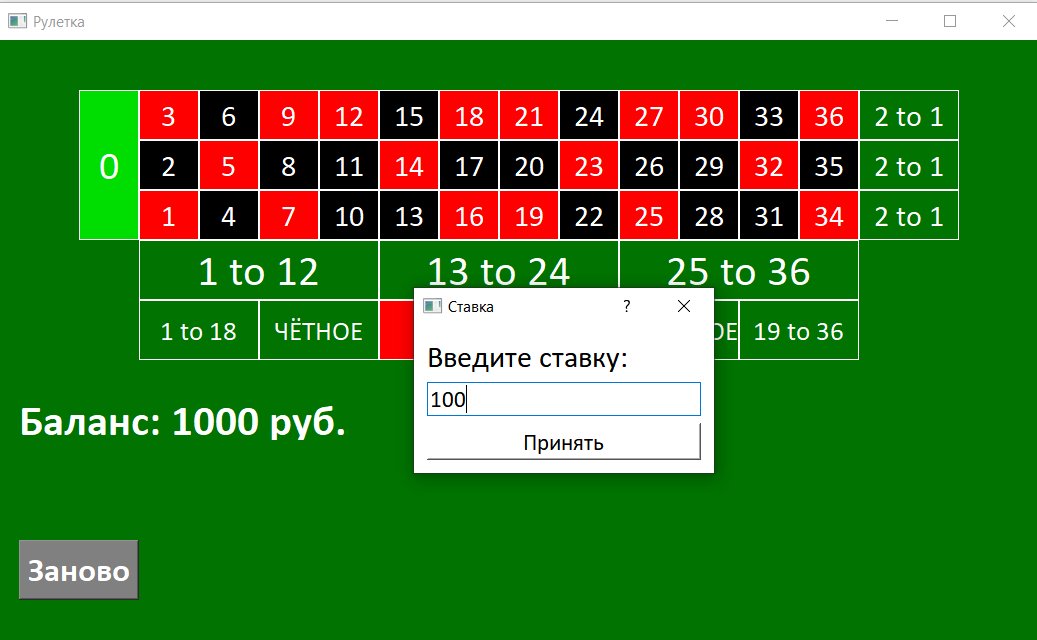 Рулетка
3 6 9 12 15 18 21 24 27 30 33 36 2 to 1
0 2 5 8 11 14 17 20 23 26 29 32 35 2 to 1
1 4 7 10 13 16 19 22 25 28 31 34 2 to 1
1 to 12 13 to 24 25 to 36
1 to 18 ЧЁТНОЕ ОЕ 19 to 36
Ставка ?
Введите ставку:
100
Принять
Баланс: 1000 руб.
Заново